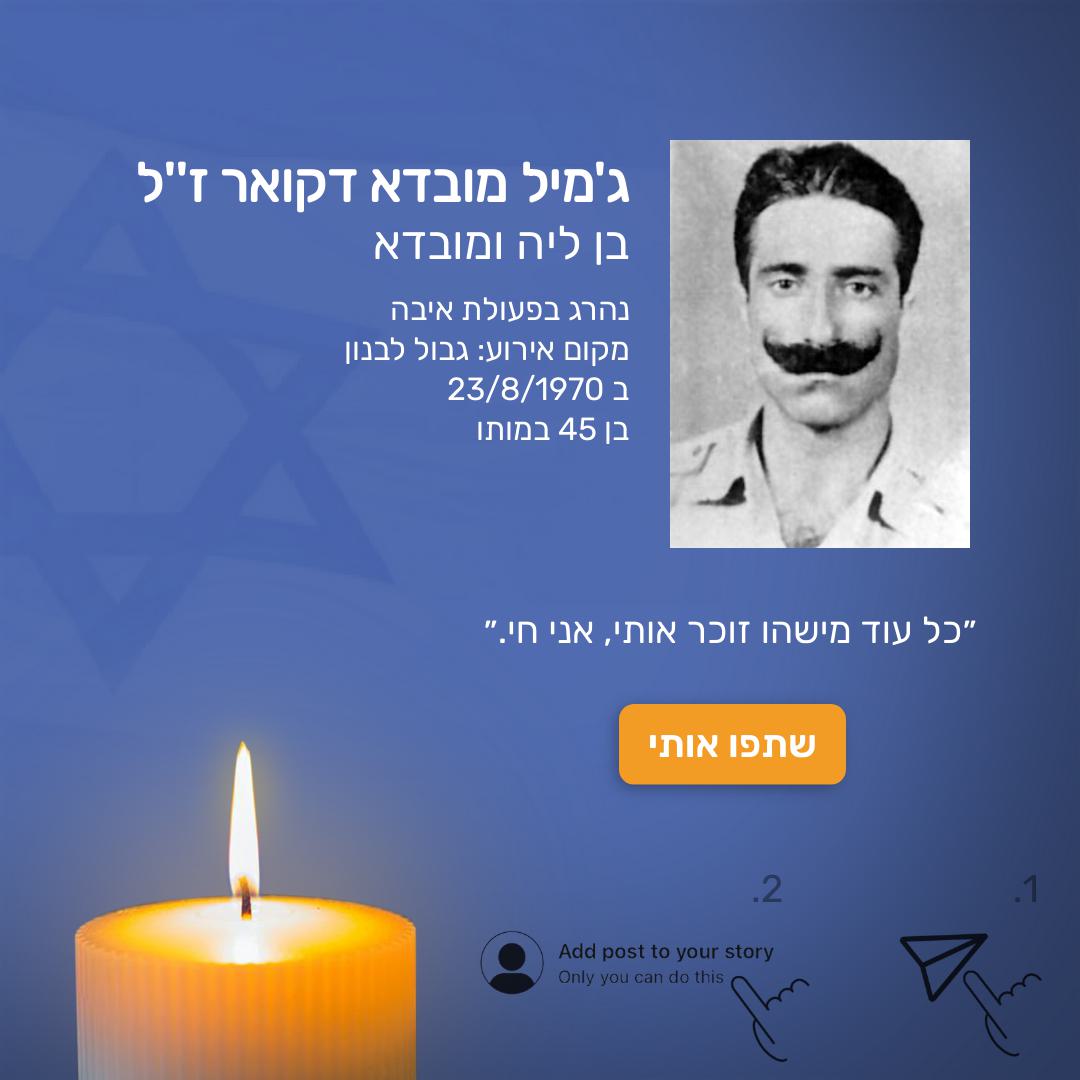 ג'מיל מובדא דקואר ז''ל
בן ליה ומובדא
נהרג בפעולת איבה
מקום אירוע: גבול לבנון
ב 23/8/1970
בן 45 במותו
״כל עוד מישהו זוכר אותי, אני חי.״
שתפו אותי
.1
.2
Add post to your story
Only you can do this